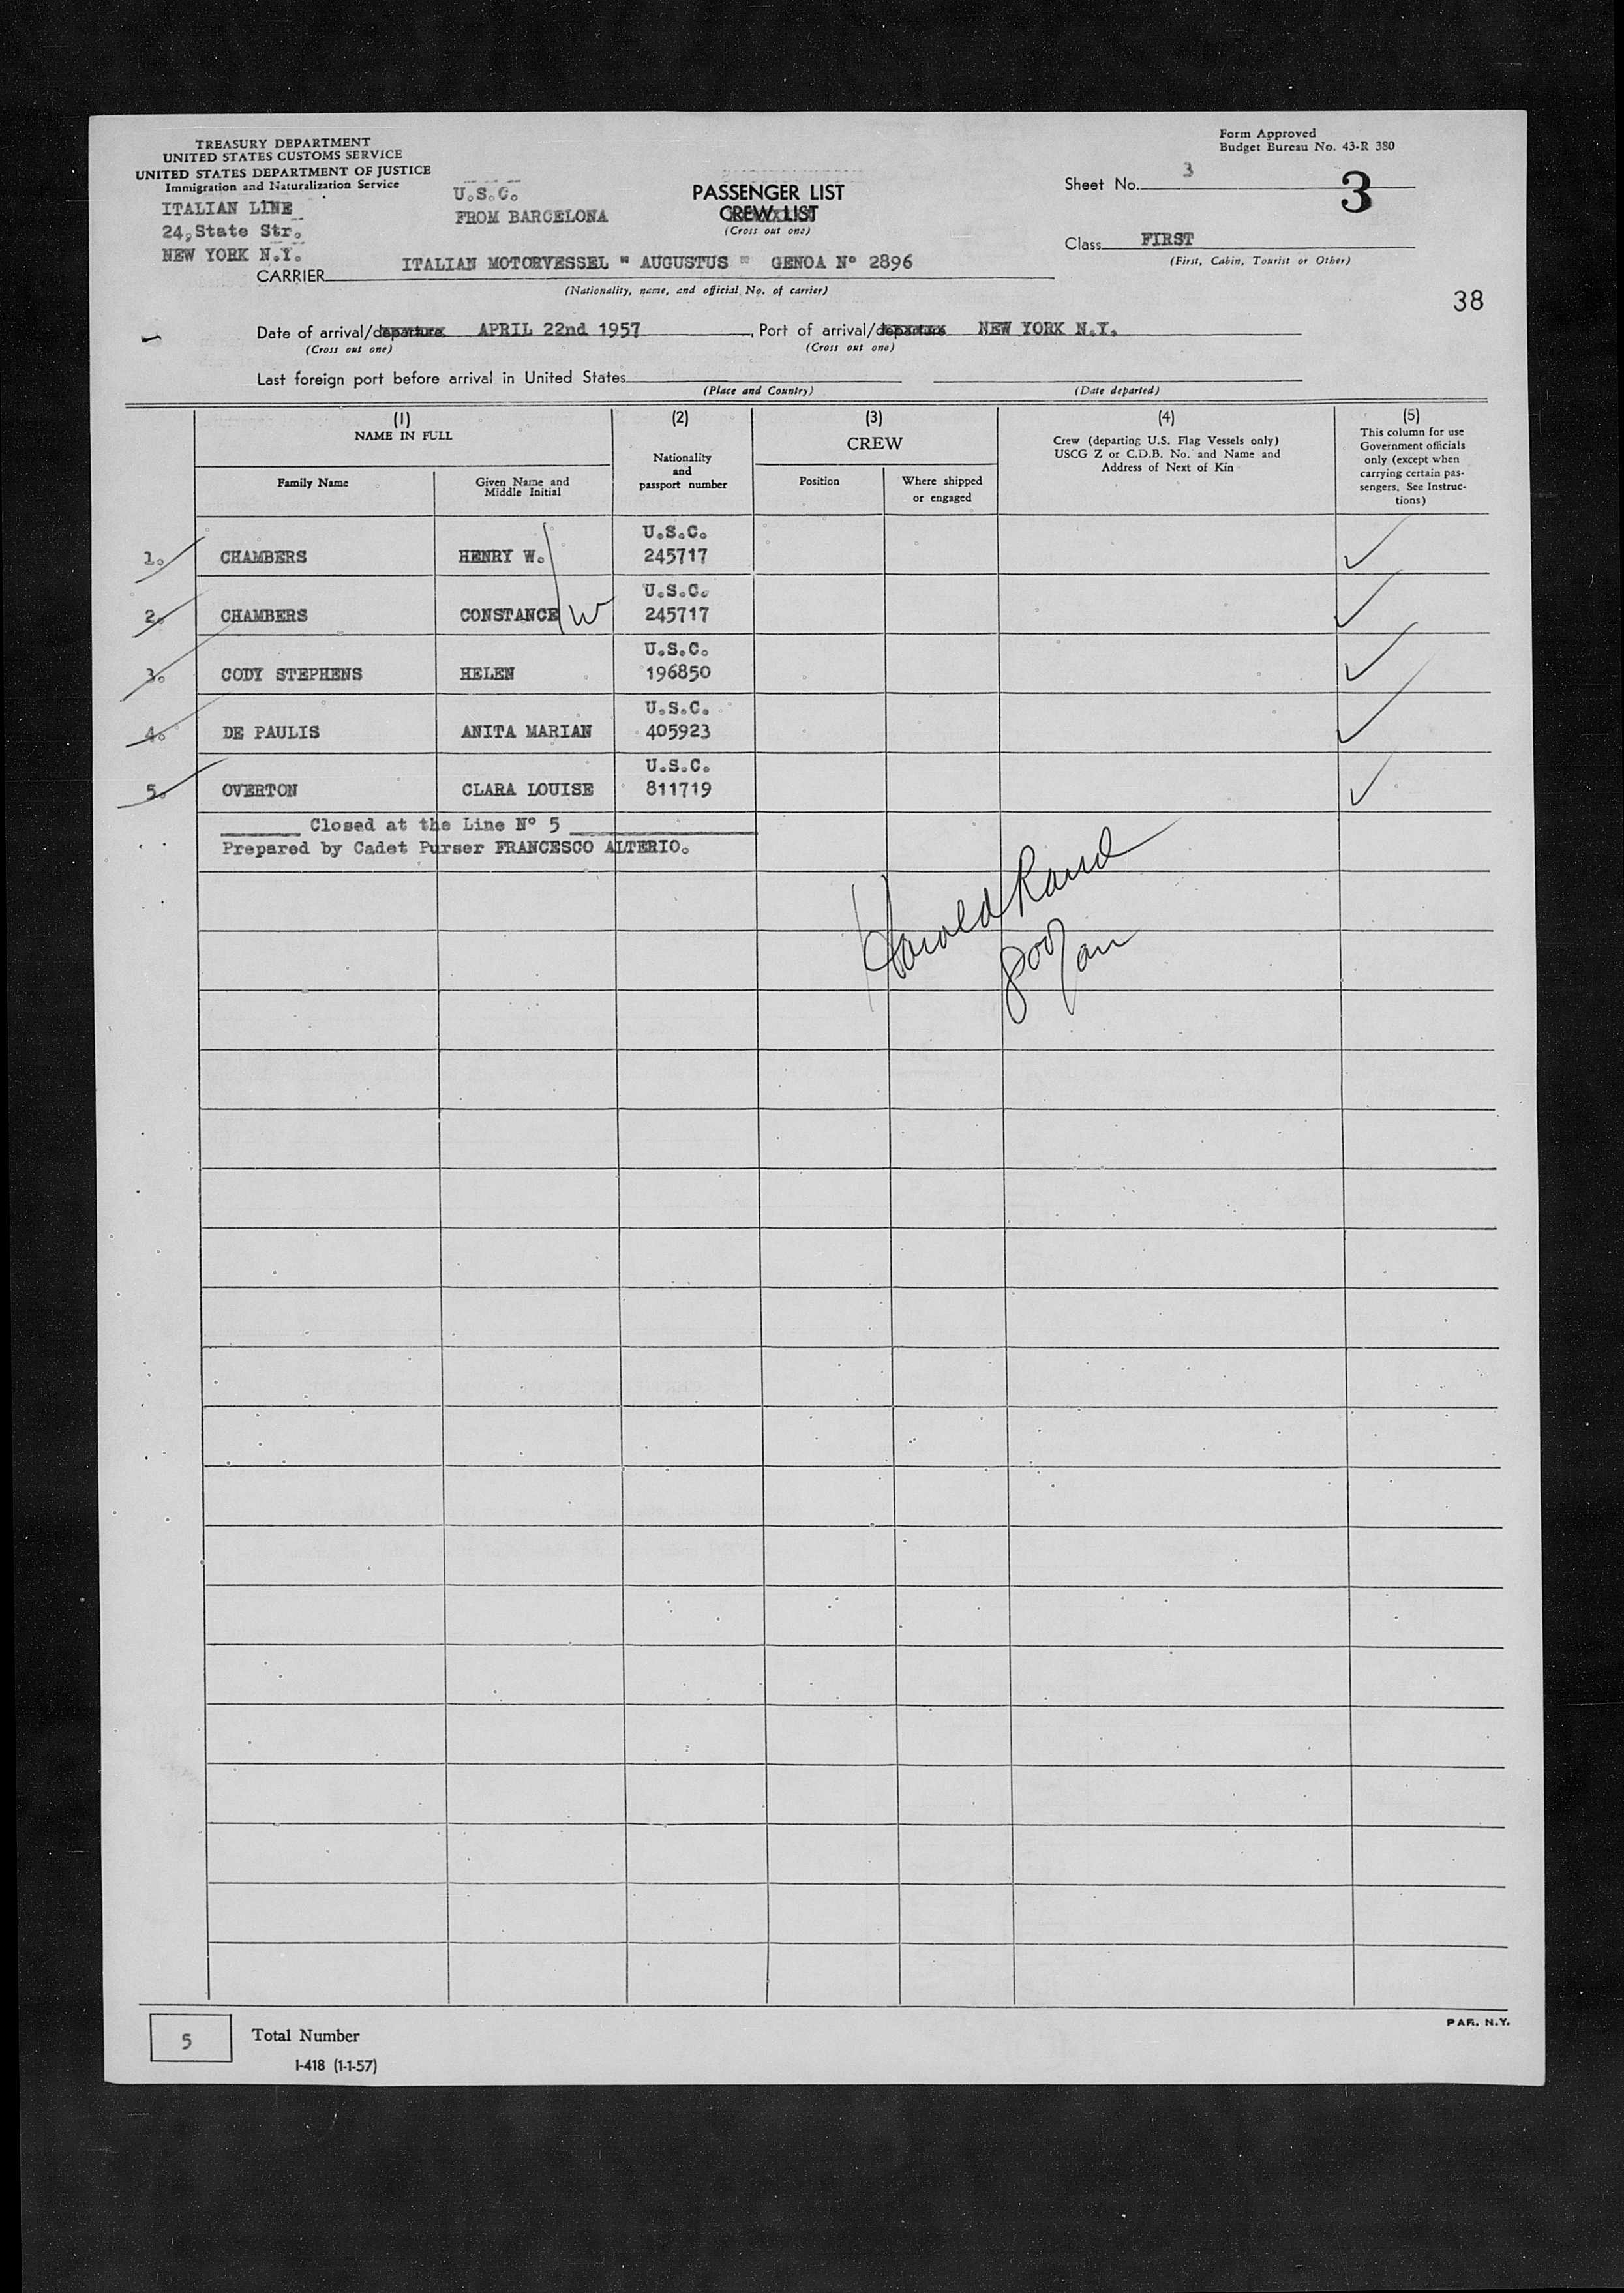 TREASURY DEPARTMENT
UNITED STATES CUSTOMS SERVICE
UNITED STATES DEPARTMENT OF JUSTICE
Immigration and Naturalization Service
ITALIAN LINE
24, State Str.
NEW YORK N.Y.
U.S.C.
FROM BARCELONA
PASSENGER LIST
CREW LIST
(Cross out one)
Form Approved
Budget Bureau No. 43-R 380
Sheet No. 3 3
Class FIRST
(First, Cabin, Tourist or Other)
CARRIER ITALIAN MOTORVESSEL " AUGUSTUS " GENOA Nº 2896
(Nationality, name, and official No. of carrier)
38
Date of arrival/departure APRIL 22nd 1957, Port of arrival/departure NEW YORK N.Y.
(Cross out one) (Cross out one)
Last foreign port before arrival in United States
(Place and Country) (Date departed)
(1)
NAME IN FULL
Family Name
Given Name and Middle Initial
(2)
Nationality
and
passport number
(3)
CREW
Position
Where shipped
or engaged
(4)
Crew (departing U.S. Flag Vessels only)
USCG Z or C.D.B. No. and Name and
Address of Next of Kin
(5)
This column for use
Government officials
only (except when
carrying certain pas-
sengers. See Instruc-
tions)
U.S.C.
1. CHAMBERS HENRY W. 245717
U.S.C.
2. CHAMBERS CONSTANCE W 245717
U.S.C.
3. CODY STEPHENS HELEN 196850
U.S.C.
4. DE PAULIS ANITA MARIAN 405923
U.S.C.
5. OVERTON CLARA LOUISE 811719
Closed at the Line Nº 5
Prepared by Cadet Purser FRANCESCO ALTERIO.
Harold Rand
5 Total Number
I-418 (1-1-57)
PAR. N.Y.